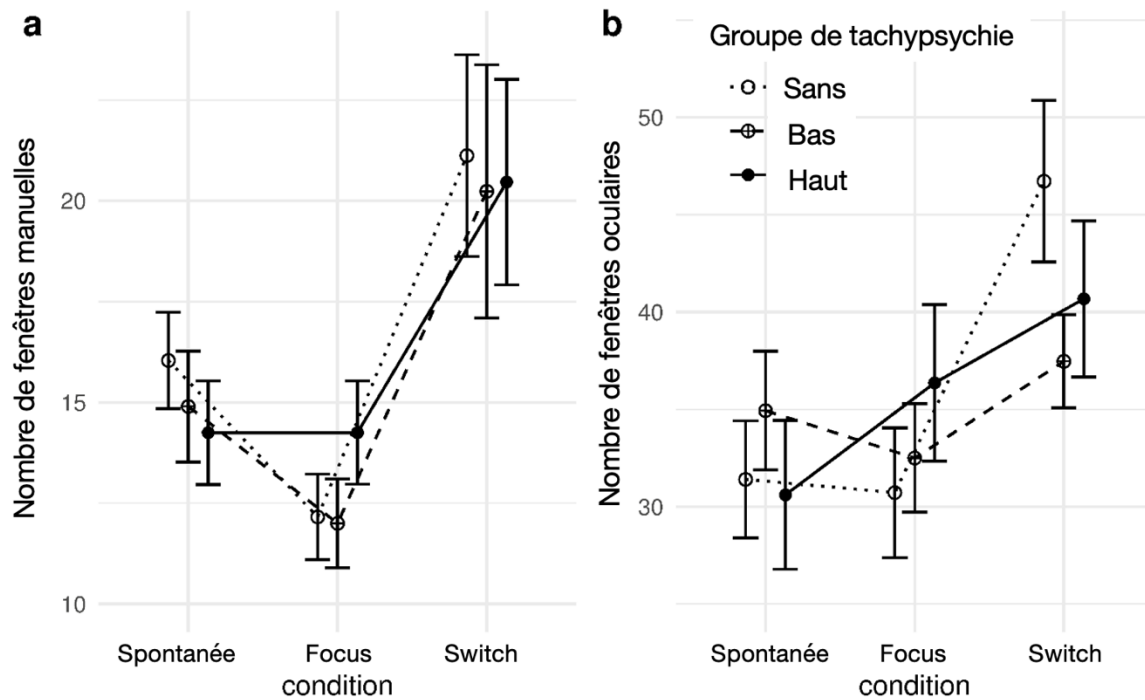 a
Nombre de fenêtres manuelles
20
15
10
Spontanée
Focus
Switch
condition
b
Groupe de tachypsychie
Sans
Bas
Haut
Nombre de fenêtres oculaires
50
40
30
Spontanée
Focus
Switch
condition